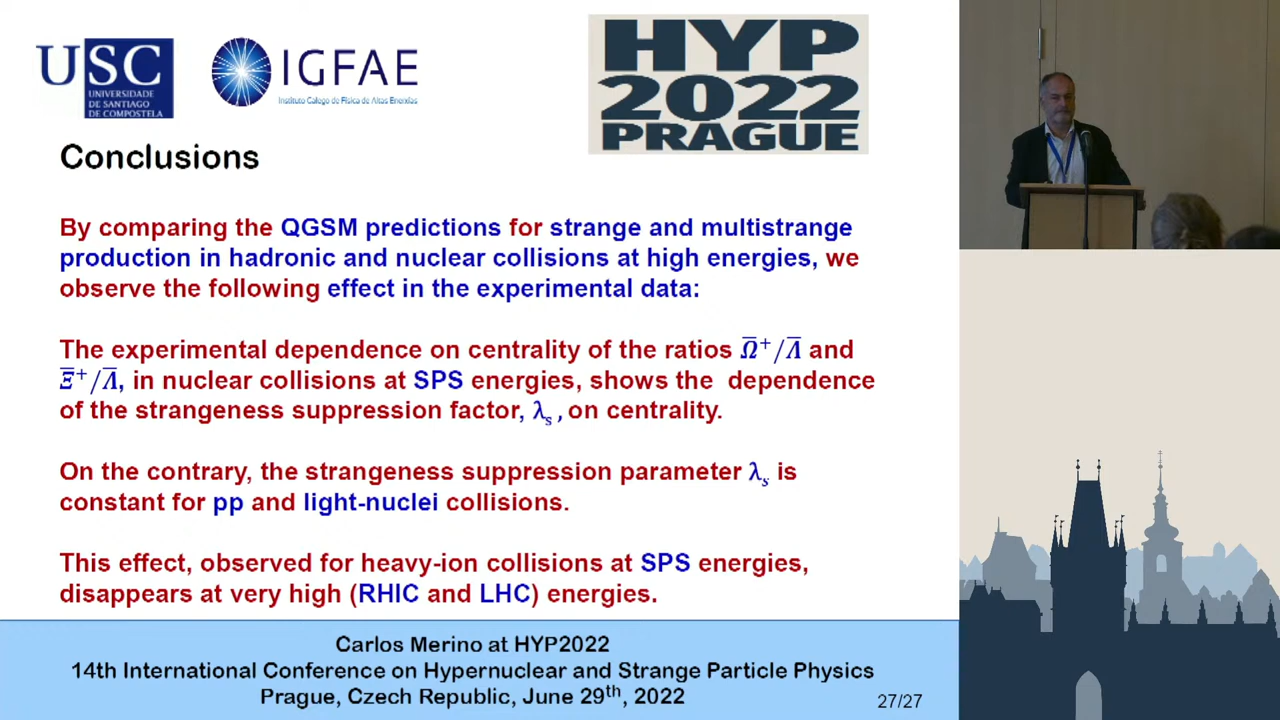 USC
UNIVERSIDADE
DE SANTIAGO
DE COMPOSTELA
IGFAE
Instituto Galego de Física de Altas Enerxías
HYP
2022
PRAGUE
Conclusions
By comparing the QGSM predictions for strange and multistrange
production in hadronic and nuclear collisions at high energies, we
observe the following effect in the experimental data:
The experimental dependence on centrality of the ratios Ω̅⁺/Λ̅ and
Ξ̅⁺/Λ̅, in nuclear collisions at SPS energies, shows the dependence
of the strangeness suppression factor, λₛ , on centrality.
On the contrary, the strangeness suppression parameter λₛ is
constant for pp and light-nuclei collisions.
This effect, observed for heavy-ion collisions at SPS energies,
disappears at very high (RHIC and LHC) energies.
Carlos Merino at HYP2022
14th International Conference on Hypernuclear and Strange Particle Physics
Prague, Czech Republic, June 29th, 2022
27/27